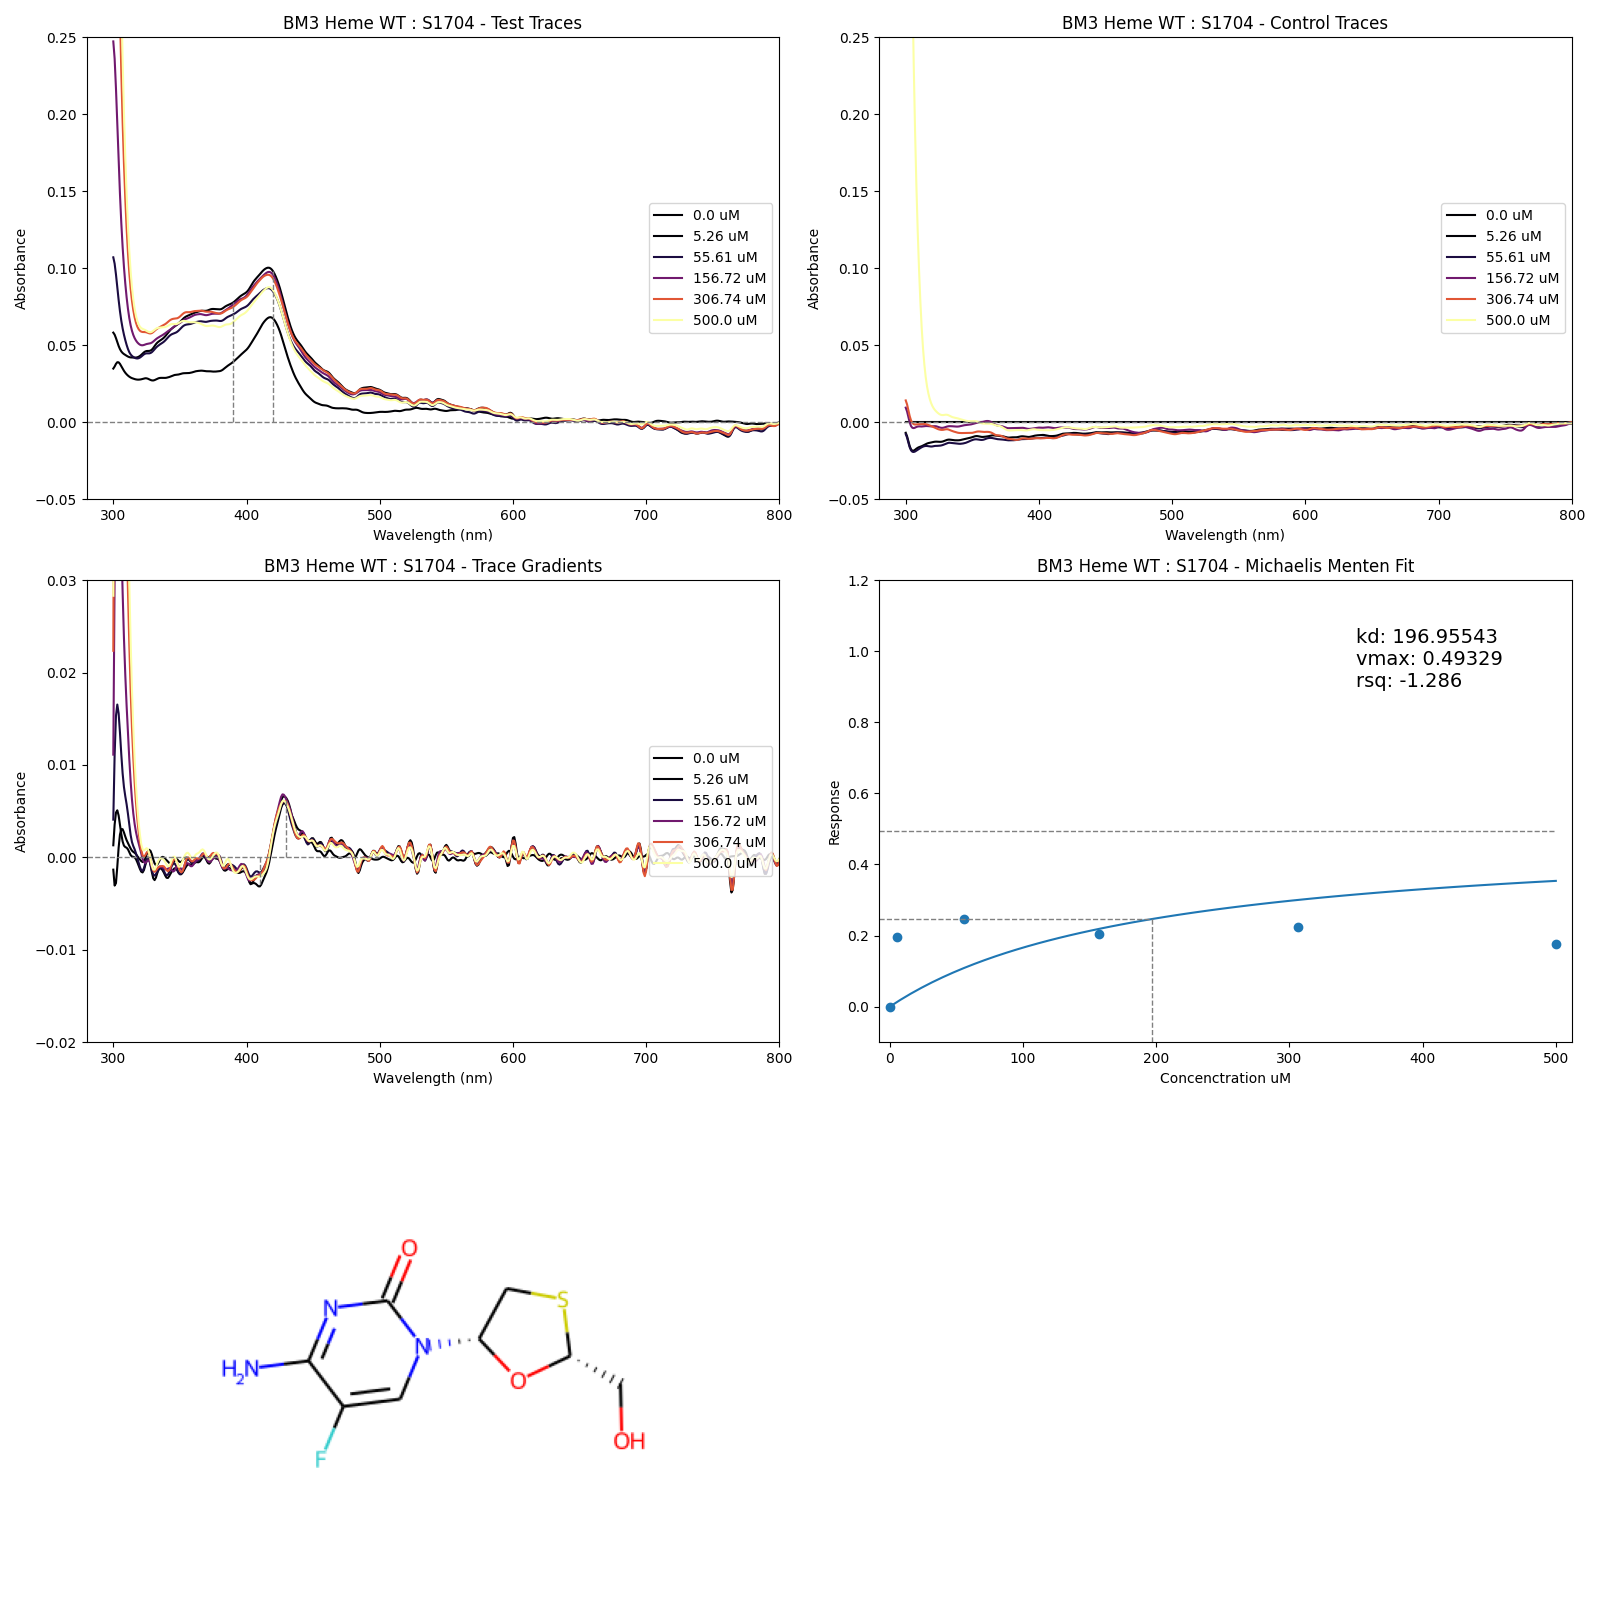 BM3 Heme WT : S1704 - Test Traces
0.25
0.20
0.15
0.10
0.05
0.00
−0.05
Absorbance
300 400 500 600 700 800
Wavelength (nm)
0.0 uM
5.26 uM
55.61 uM
156.72 uM
306.74 uM
500.0 uM
BM3 Heme WT : S1704 - Control Traces
0.25
0.20
0.15
0.10
0.05
0.00
−0.05
Absorbance
300 400 500 600 700 800
Wavelength (nm)
0.0 uM
5.26 uM
55.61 uM
156.72 uM
306.74 uM
500.0 uM
BM3 Heme WT : S1704 - Trace Gradients
0.03
0.02
0.01
0.00
−0.01
−0.02
Absorbance
300 400 500 600 700 800
Wavelength (nm)
0.0 uM
5.26 uM
55.61 uM
156.72 uM
306.74 uM
500.0 uM
BM3 Heme WT : S1704 - Michaelis Menten Fit
1.2
1.0
0.8
0.6
0.4
0.2
0.0
Response
0 100 200 300 400 500
Concenctration uM
kd: 196.95543
vmax: 0.49329
rsq: -1.286
O
N
S
N
H2N
O
F
OH